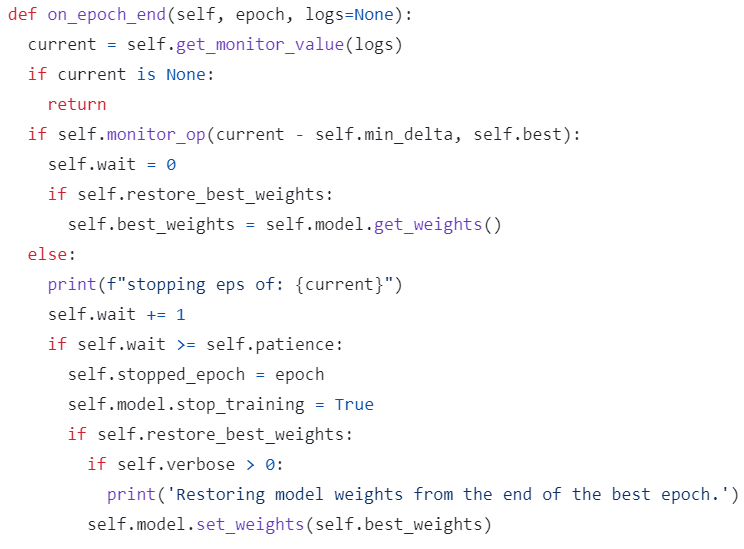 def on_epoch_end(self, epoch, logs=None):
  current = self.get_monitor_value(logs)
  if current is None:
    return
  if self.monitor_op(current - self.min_delta, self.best):
    self.wait = 0
    if self.restore_best_weights:
      self.best_weights = self.model.get_weights()
  else:
    print(f"stopping eps of: {current}")
    self.wait += 1
    if self.wait >= self.patience:
      self.stopped_epoch = epoch
      self.model.stop_training = True
      if self.restore_best_weights:
        if self.verbose > 0:
          print('Restoring model weights from the end of the best epoch.')
        self.model.set_weights(self.best_weights)